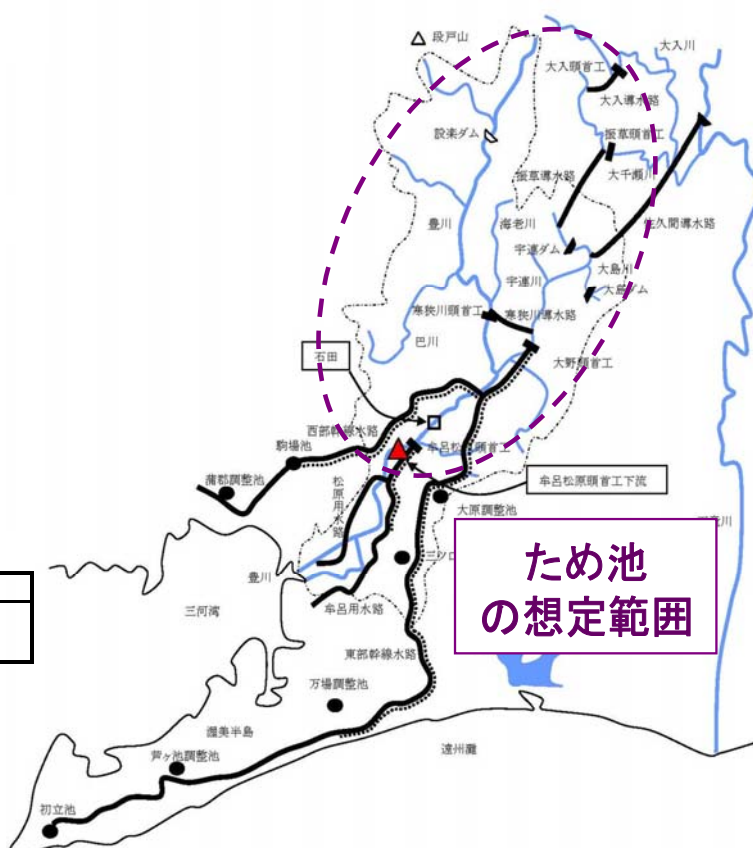 段戸山
大入川
大入頭首工
大入導水路
設楽ダム
振草頭首工
振草導水路
大千瀬川
豊川
海老川
佐久間導水路
宇連ダム
大島川
宇連川
大島ダム
寒狭川頭首工
寒狭川導水路
巴川
石田
大野頭首工
西部幹線水路
駒場池
牟呂松原頭首工
蒲郡調整池
松原用水路
牟呂松原頭首工下流
大原調整池
ため池
の想定範囲
豊川
三河湾
牟呂用水路
東部幹線水路
万場調整池
渥美半島
芦ヶ池調整池
遠州灘
初立池